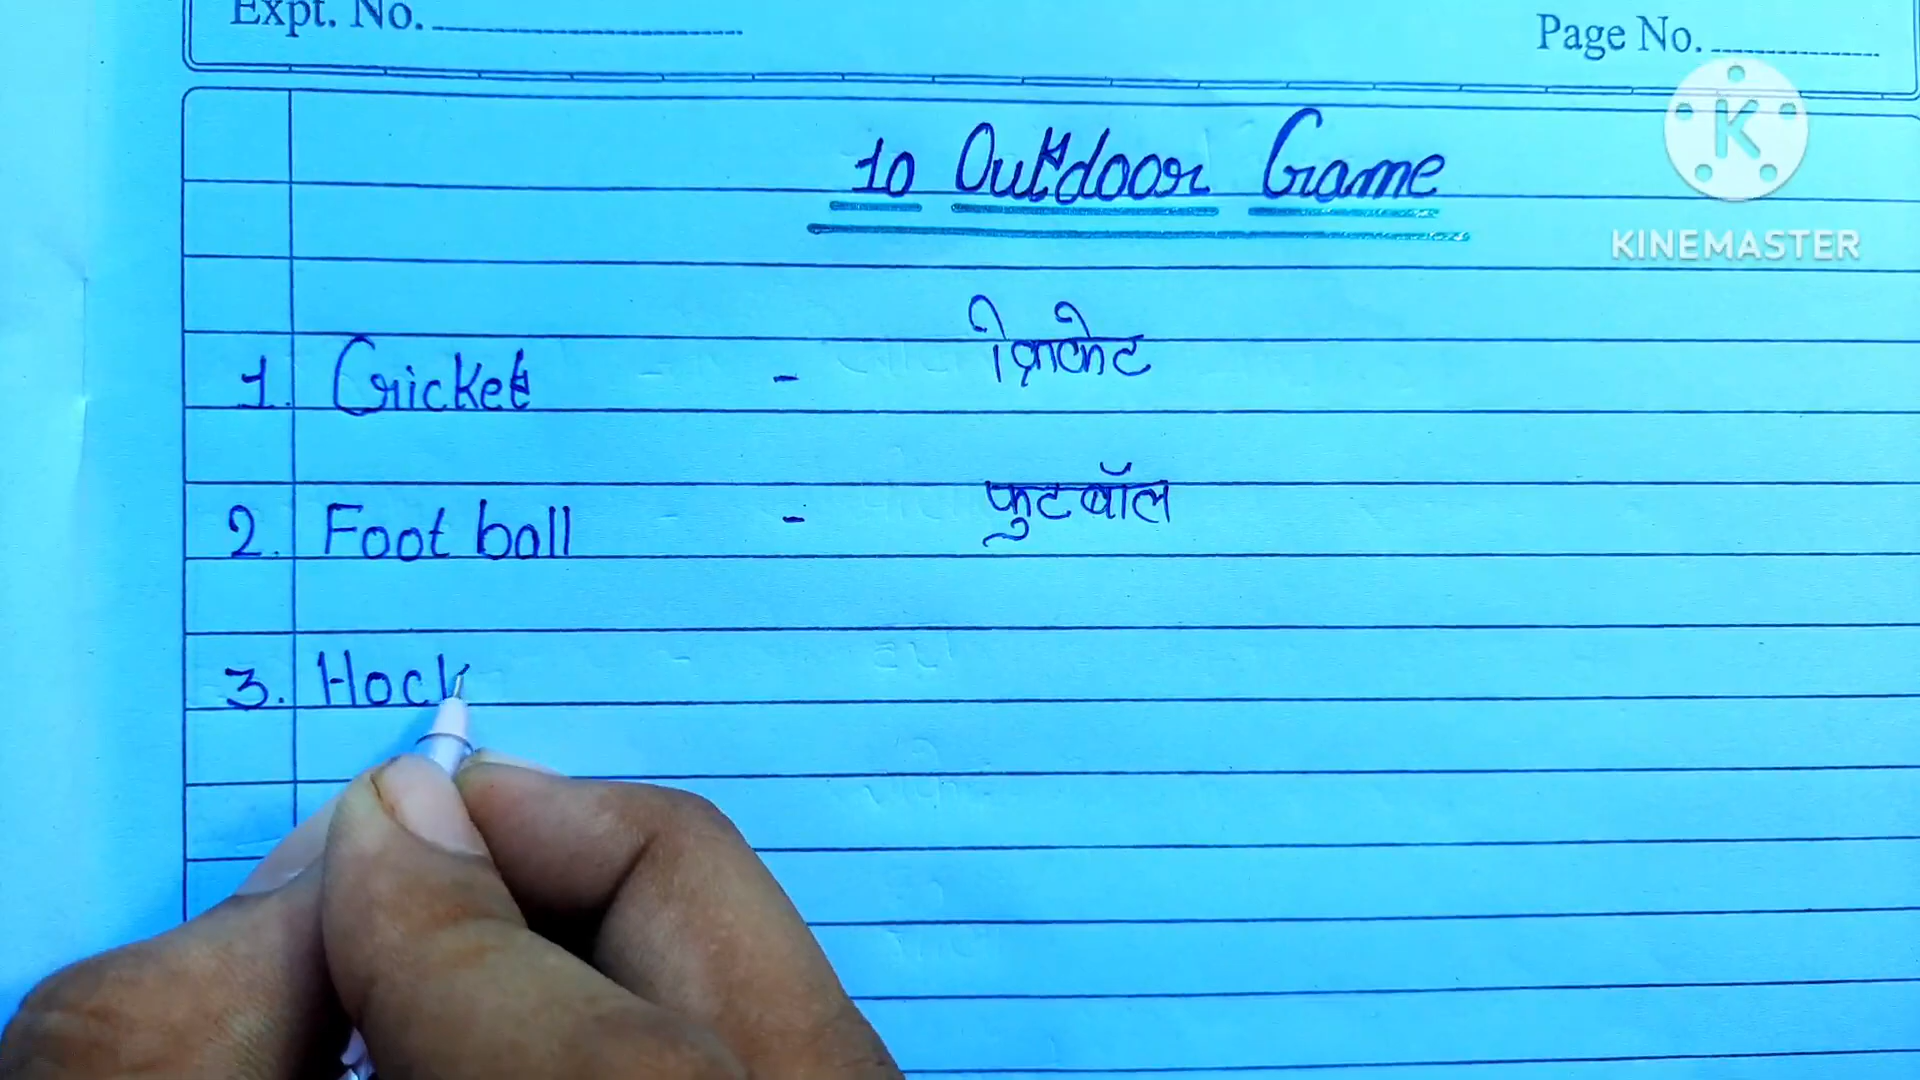 Expt. No.
Page No.
10 Outdoor Game
KINEMASTER
1. Cricket - क्रिकेट
2. Foot ball - फुटबॉल
3. Hock